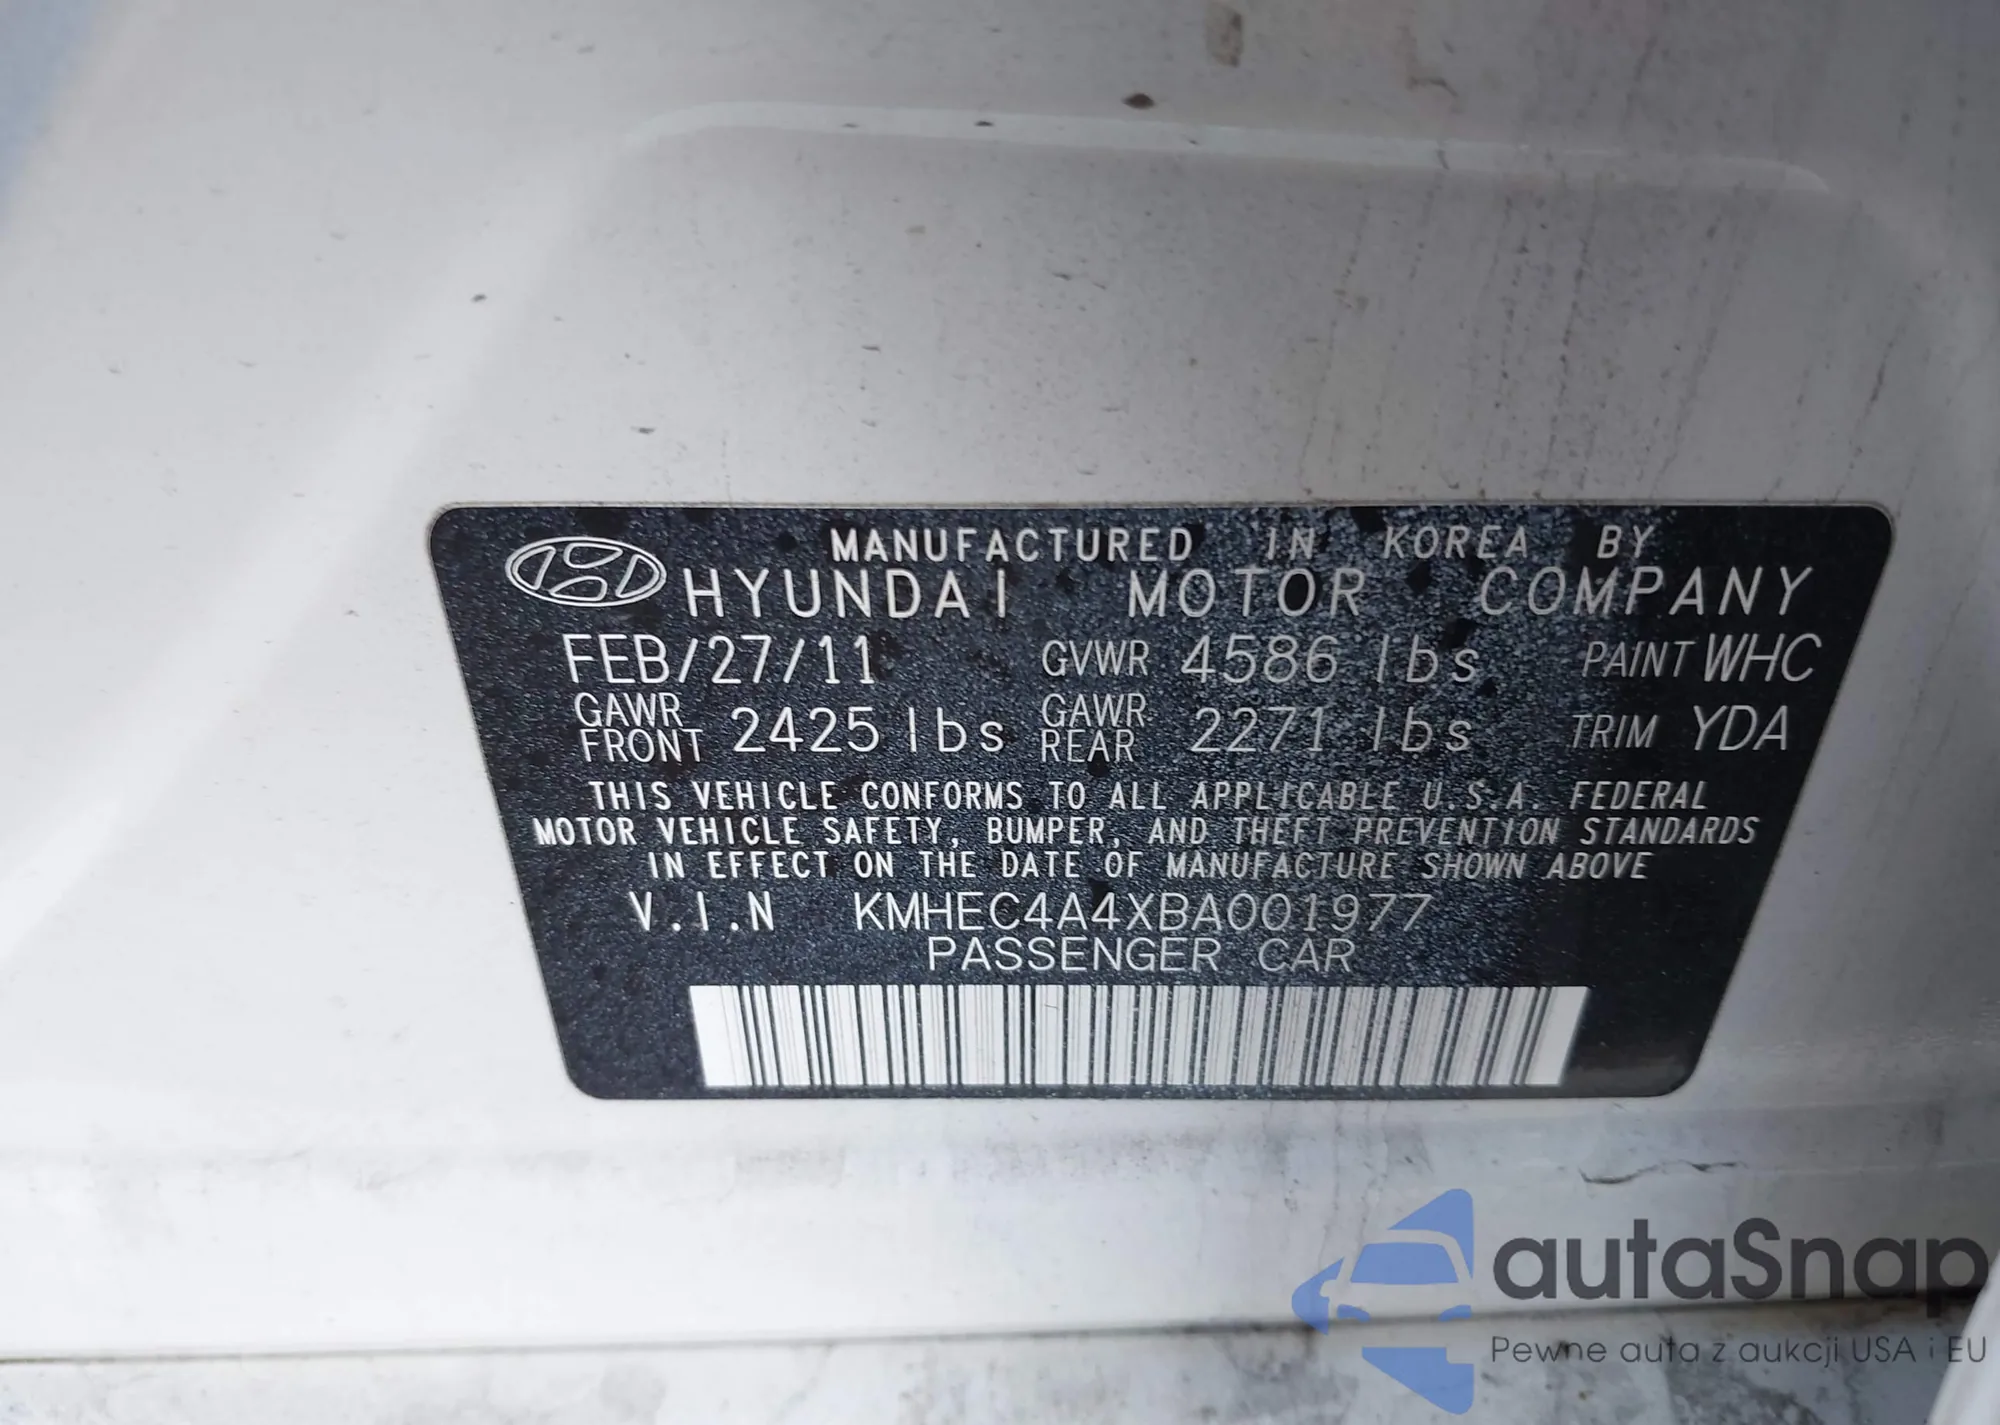 MANUFACTURED IN KOREA BY
HYUNDAI MOTOR COMPANY
FEB/27/11 GVWR 4586 lbs PAINT WHC
GAWR FRONT 2425 lbs GAWR REAR 2271 lbs TRIM YDA
THIS VEHICLE CONFORMS TO ALL APPLICABLE U.S.A. FEDERAL
MOTOR VEHICLE SAFETY, BUMPER, AND THEFT PREVENTION STANDARDS
IN EFFECT ON THE DATE OF MANUFACTURE SHOWN ABOVE
V.I.N KMHEC4A4XBA001977
PASSENGER CAR
autaSnap
Pewne auta z aukcji USA i EU